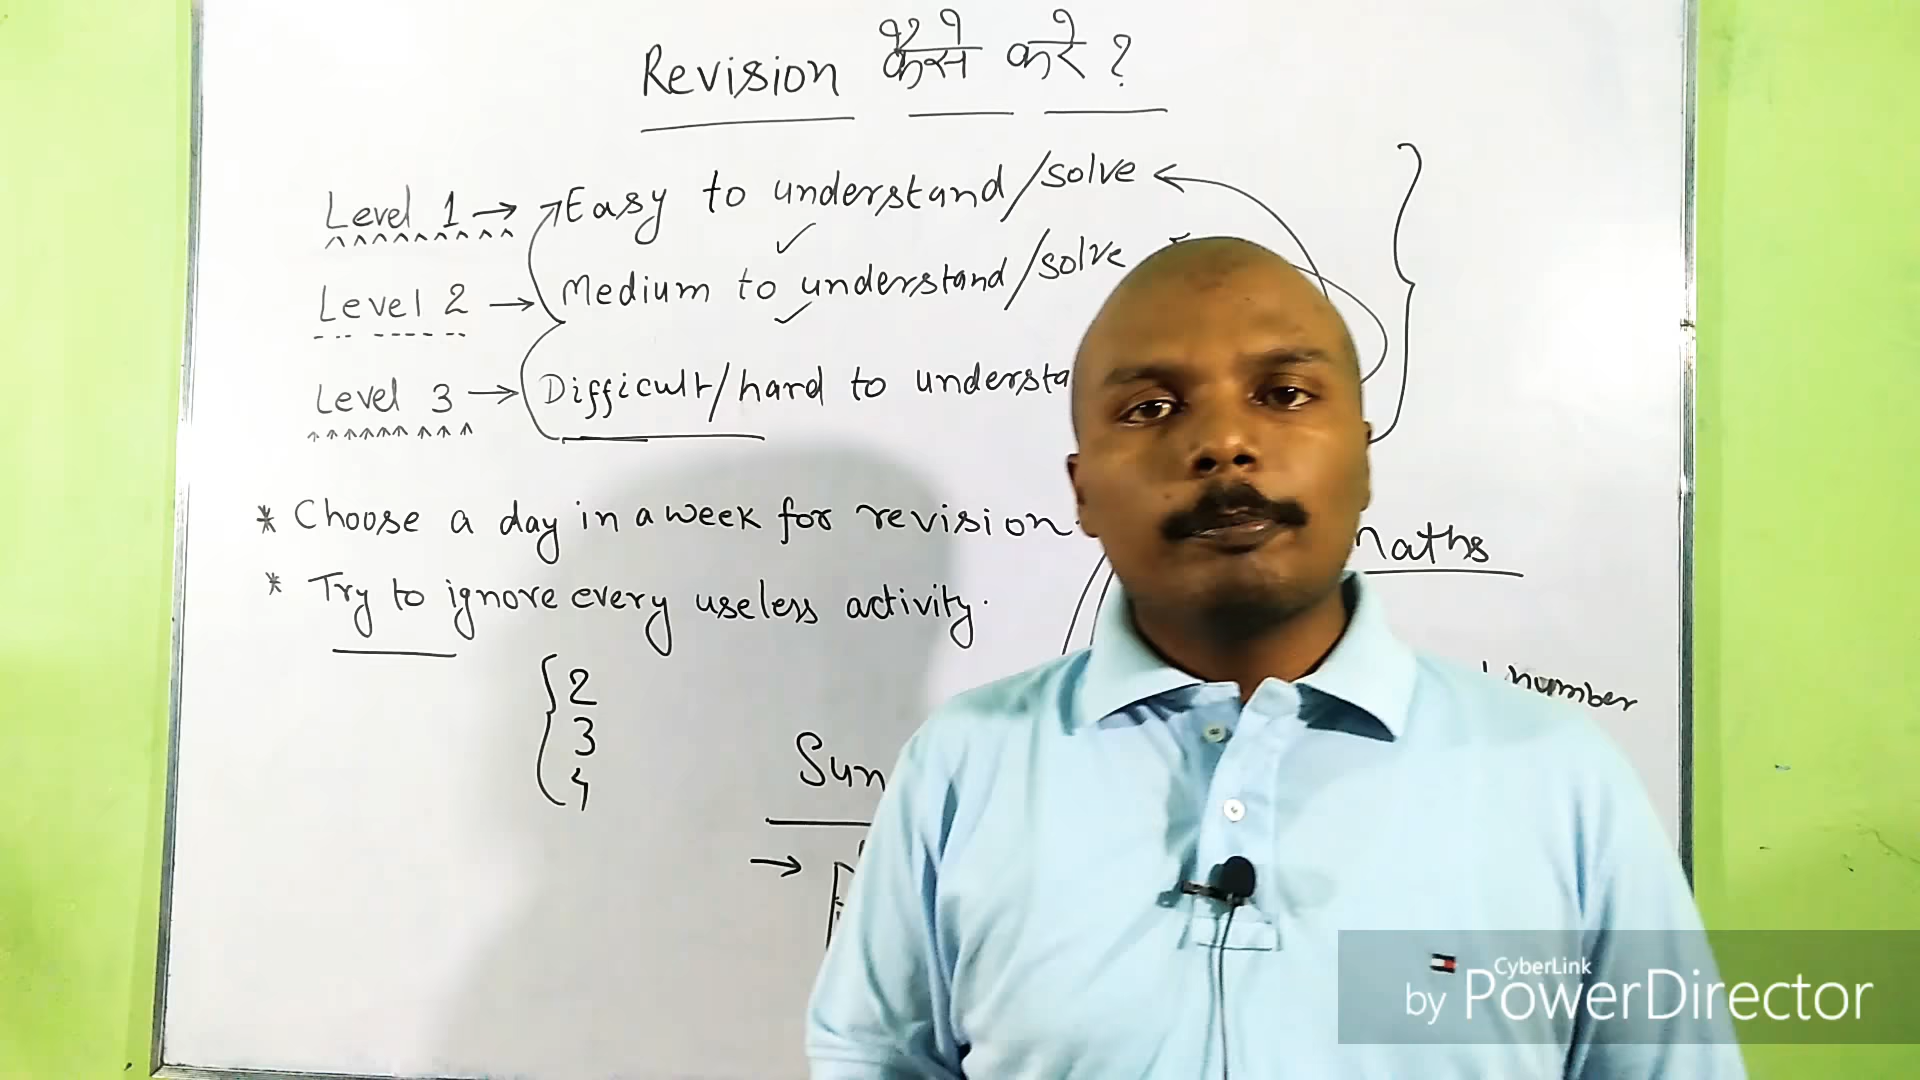 Revision कैसे करे ?
Level 1 → Easy to understand/solve
Level 2 → Medium to understand/solve
Level 3 → Difficult/hard to understa
* Choose a day in a week for revision.
aths
* Try to ignore every useless activity.
2
3
4
number
Sun
→
CyberLink
by PowerDirector